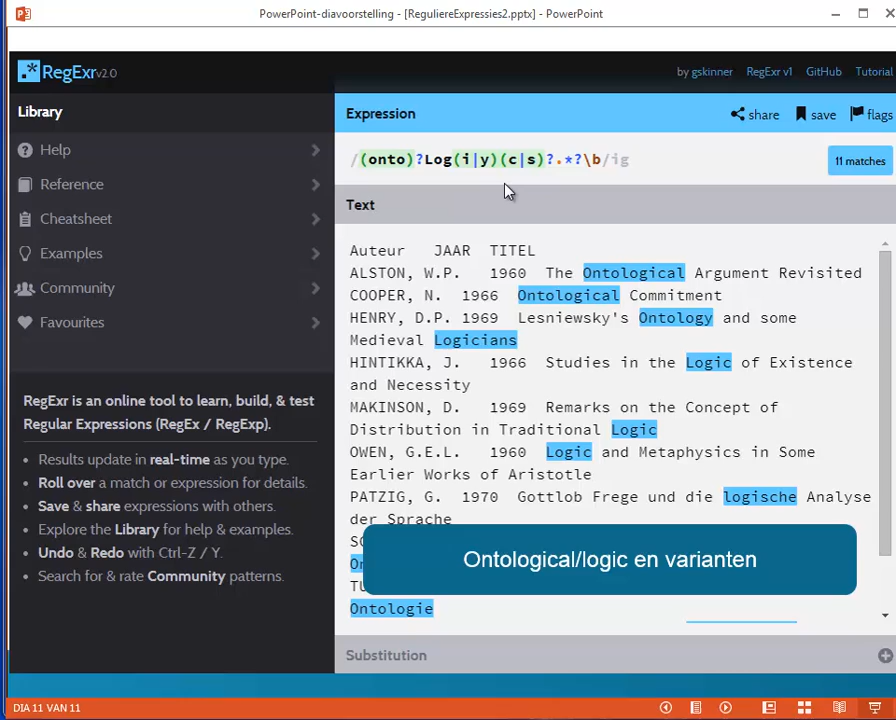 PowerPoint-diavoorstelling - [ReguliereExpressies2.pptx] - PowerPoint
.* RegExr v2.0
by gskinner RegExr v1 GitHub Tutorial
Library
Help
Reference
Cheatsheet
Examples
Community
Favourites
RegExr is an online tool to learn, build, & test
Regular Expressions (RegEx / RegExp).
• Results update in real-time as you type.
• Roll over a match or expression for details.
• Save & share expressions with others.
• Explore the Library for help & examples.
• Undo & Redo with Ctrl-Z / Y.
• Search for & rate Community patterns.
Expression
share save flags
/(onto)?Log(i|y)(c|s)?.*?\b/ig
11 matches
Text
Auteur JAAR TITEL
ALSTON, W.P. 1960 The Ontological Argument Revisited
COOPER, N. 1966 Ontological Commitment
HENRY, D.P. 1969 Lesniewsky's Ontology and some
Medieval Logicians
HINTIKKA, J. 1966 Studies in the Logic of Existence
and Necessity
MAKINSON, D. 1969 Remarks on the Concept of
Distribution in Traditional Logic
OWEN, G.E.L. 1960 Logic and Metaphysics in Some
Earlier Works of Aristotle
PATZIG, G. 1970 Gottlob Frege und die logische Analyse
der Sprache
Ontological/logic en varianten
Ontologie
Substitution
DIA 11 VAN 11